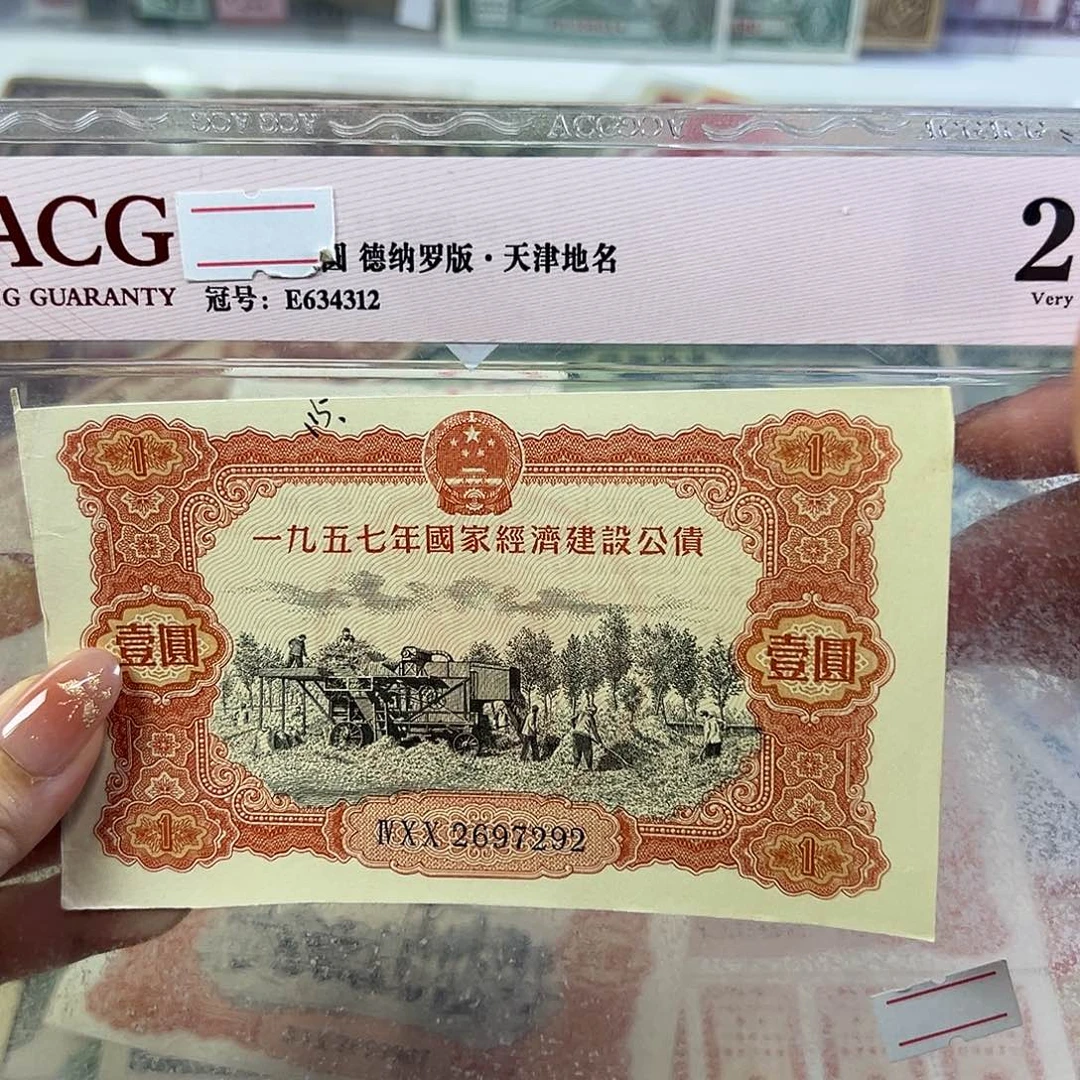 ACG
德纳罗版·天津地名
2
G GUARANTY
冠号: E634312
Very
1
1
一九五七年國家經濟建設公債
壹圓
壹圓
ⅣXX 2697292
1
1